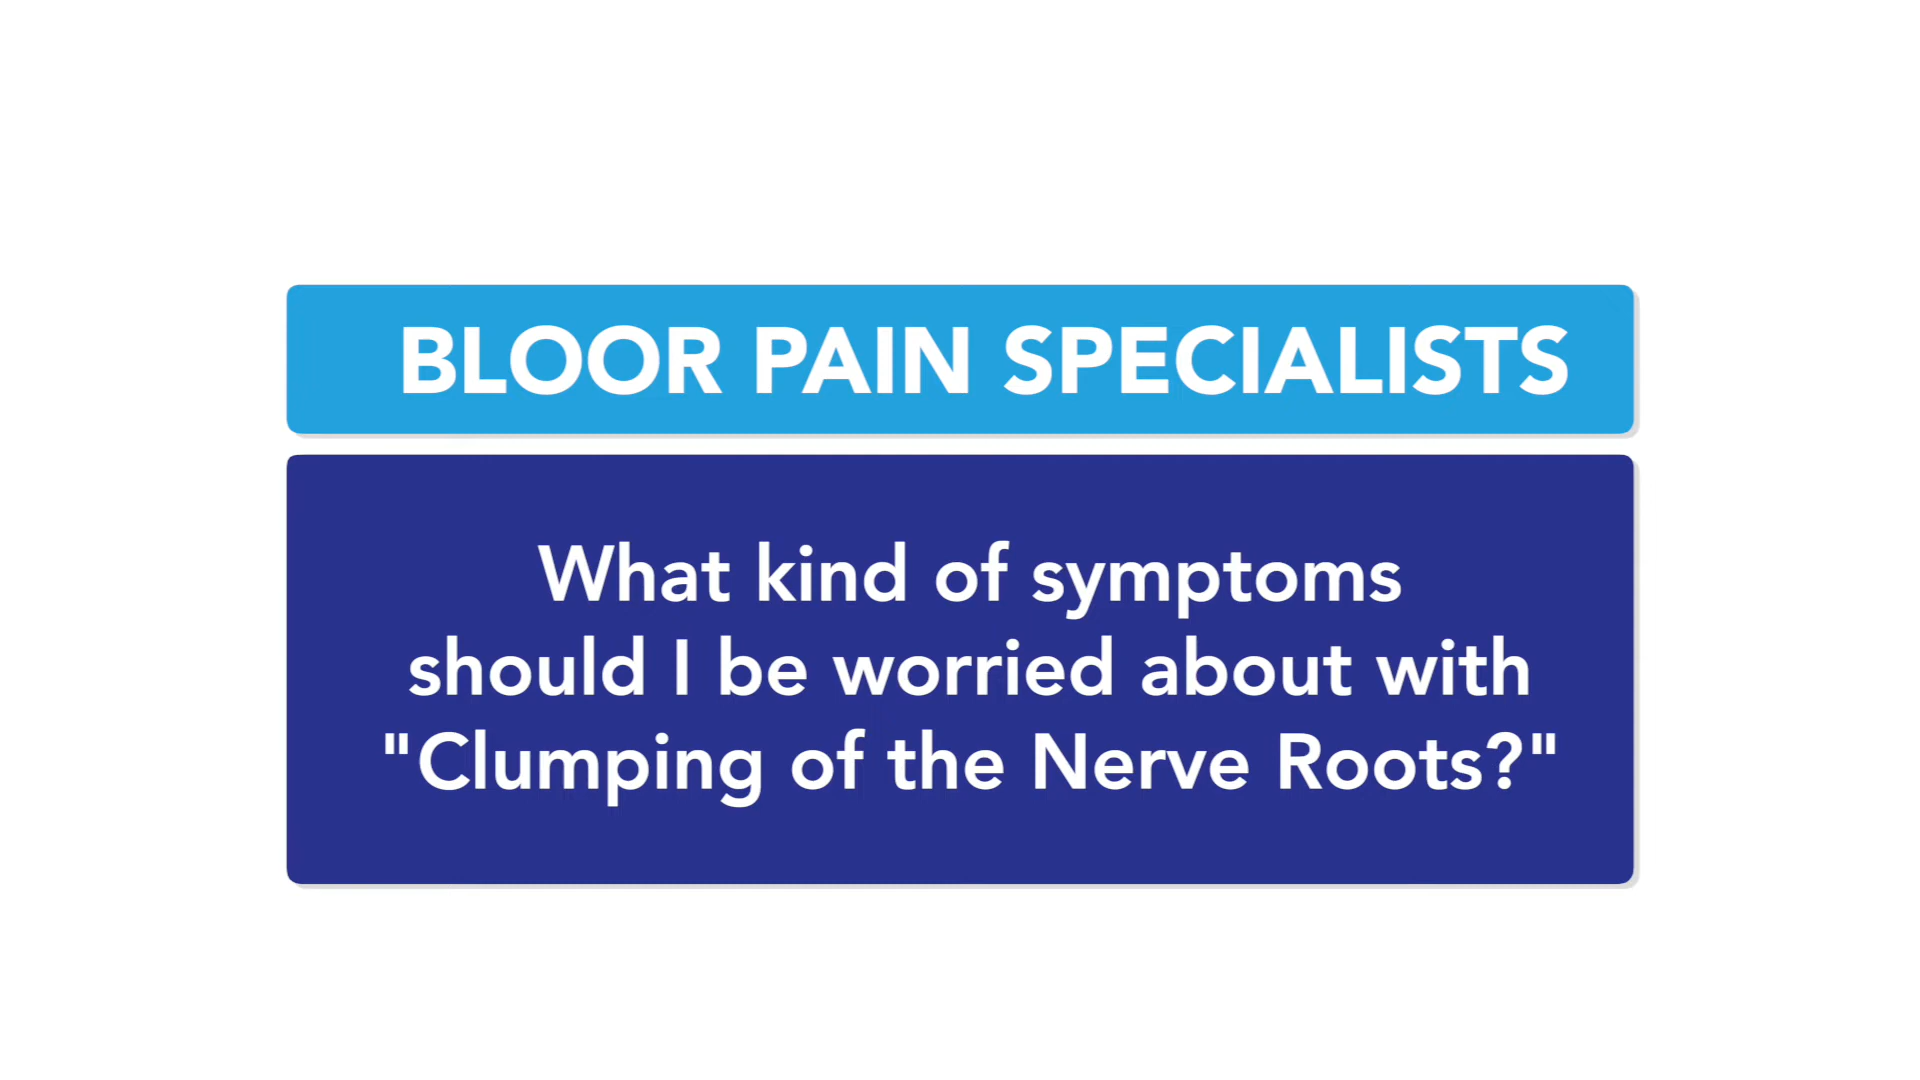 BLOOR PAIN SPECIALISTS
What kind of symptoms
should I be worried about with
"Clumping of the Nerve Roots?"